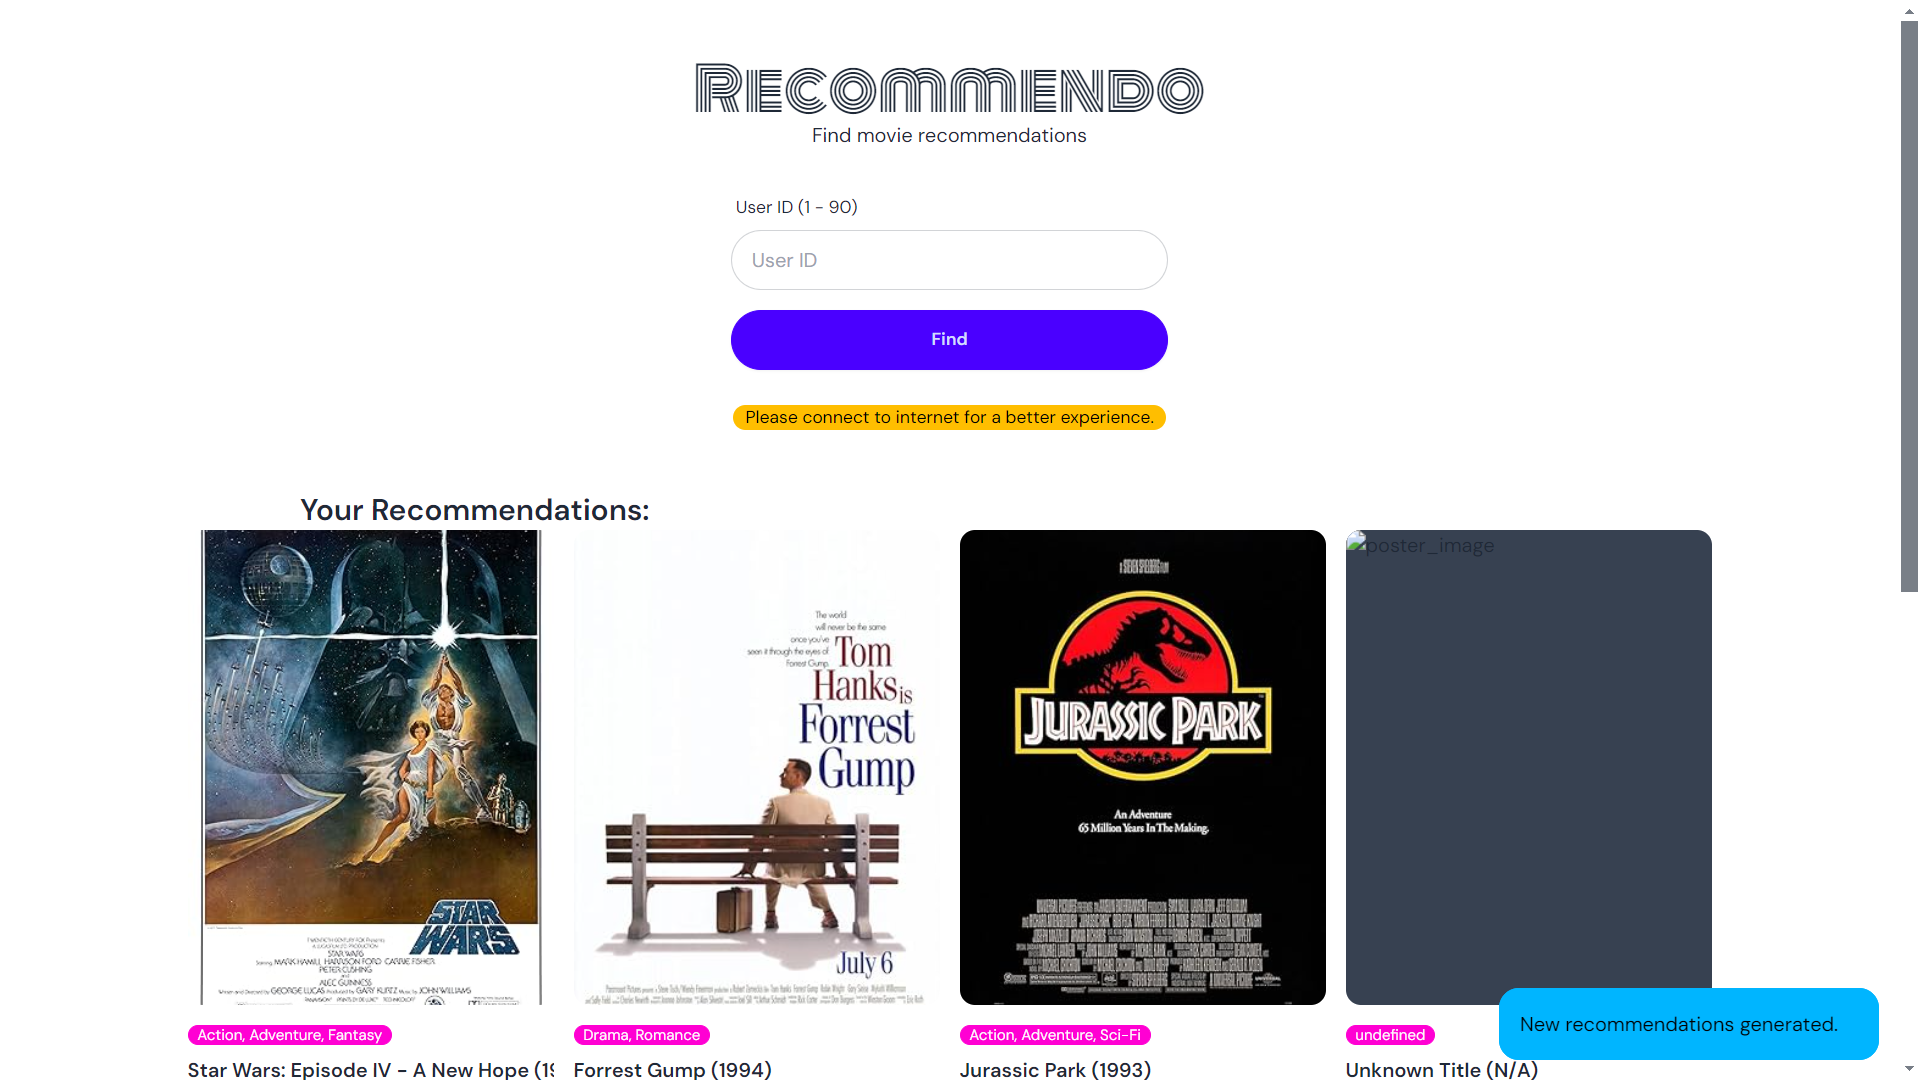 Recommendo
Find movie recommendations
User ID (1 - 90)
User ID
Find
Please connect to internet for a better experience.
Your Recommendations:
STAR WARS
TWENTIETH CENTURY-FOX Presents
A LUCASFILM LTD. PRODUCTION
STAR WARS
Starring MARK HAMILL HARRISON FORD CARRIE FISHER
PETER CUSHING
and
ALEC GUINNESS
Written and Directed by GEORGE LUCAS Produced by GARY KURTZ Music by JOHN WILLIAMS
The world
will never be the same
once you've
seen it through the eyes of
Forrest Gump.
Tom
Hanks is
Forrest
Gump
July 6
A STEVEN SPIELBERG FILM
JURASSIC PARK
An Adventure
65 Million Years In The Making.
poster_image
Action, Adventure, Fantasy
Star Wars: Episode IV - A New Hope (19
Drama, Romance
Forrest Gump (1994)
Action, Adventure, Sci-Fi
Jurassic Park (1993)
undefined
Unknown Title (N/A)
New recommendations generated.